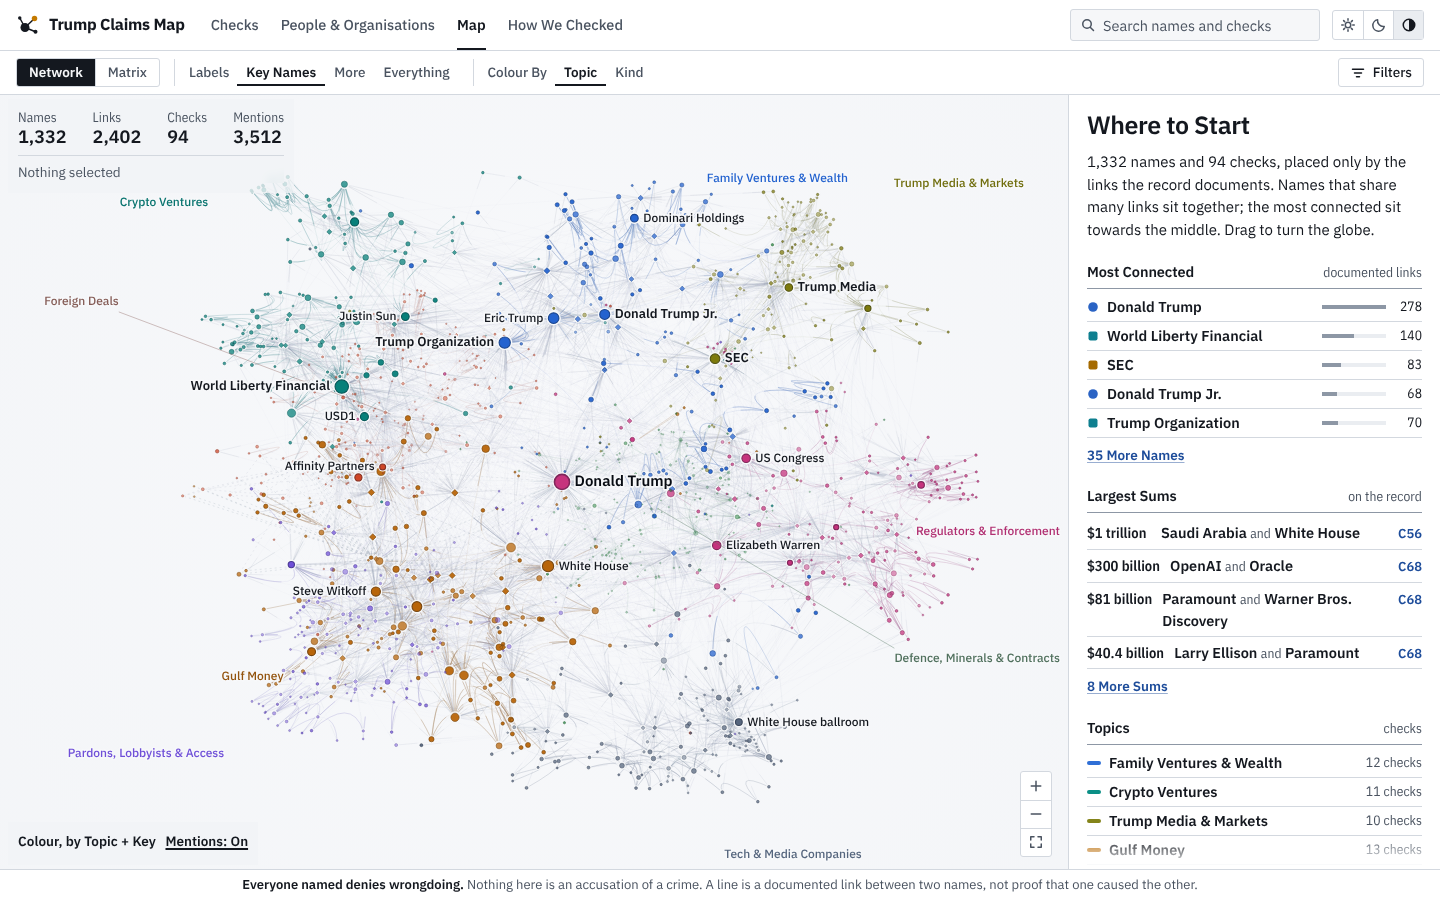 Trump Claims Map
Checks
People & Organisations
Map
How We Checked
Search names and checks
Network
Matrix
Labels
Key Names
More
Everything
Colour By
Topic
Kind
Filters
Names
Links
Checks
Mentions
1,332
2,402
94
3,512
Nothing selected
Family Ventures & Wealth
Trump Media & Markets
Crypto Ventures
Dominari Holdings
Trump Media
Foreign Deals
Justin Sun
Eric Trump
Donald Trump Jr.
Trump Organization
SEC
World Liberty Financial
USD1
Affinity Partners
US Congress
Donald Trump
Regulators & Enforcement
Elizabeth Warren
White House
Steve Witkoff
Defence, Minerals & Contracts
Gulf Money
White House ballroom
Pardons, Lobbyists & Access
Colour, by Topic + Key
Mentions: On
Tech & Media Companies
Where to Start
1,332 names and 94 checks, placed only by the
links the record documents. Names that share
many links sit together; the most connected sit
towards the middle. Drag to turn the globe.
Most Connected
documented links
Donald Trump 278
World Liberty Financial 140
SEC 83
Donald Trump Jr. 68
Trump Organization 70
35 More Names
Largest Sums
on the record
$1 trillion Saudi Arabia and White House C56
$300 billion OpenAI and Oracle C68
$81 billion Paramount and Warner Bros. C68
Discovery
$40.4 billion Larry Ellison and Paramount C68
8 More Sums
Topics
checks
Family Ventures & Wealth 12 checks
Crypto Ventures 11 checks
Trump Media & Markets 10 checks
Gulf Money 13 checks
Everyone named denies wrongdoing. Nothing here is an accusation of a crime. A line is a documented link between two names, not proof that one caused the other.